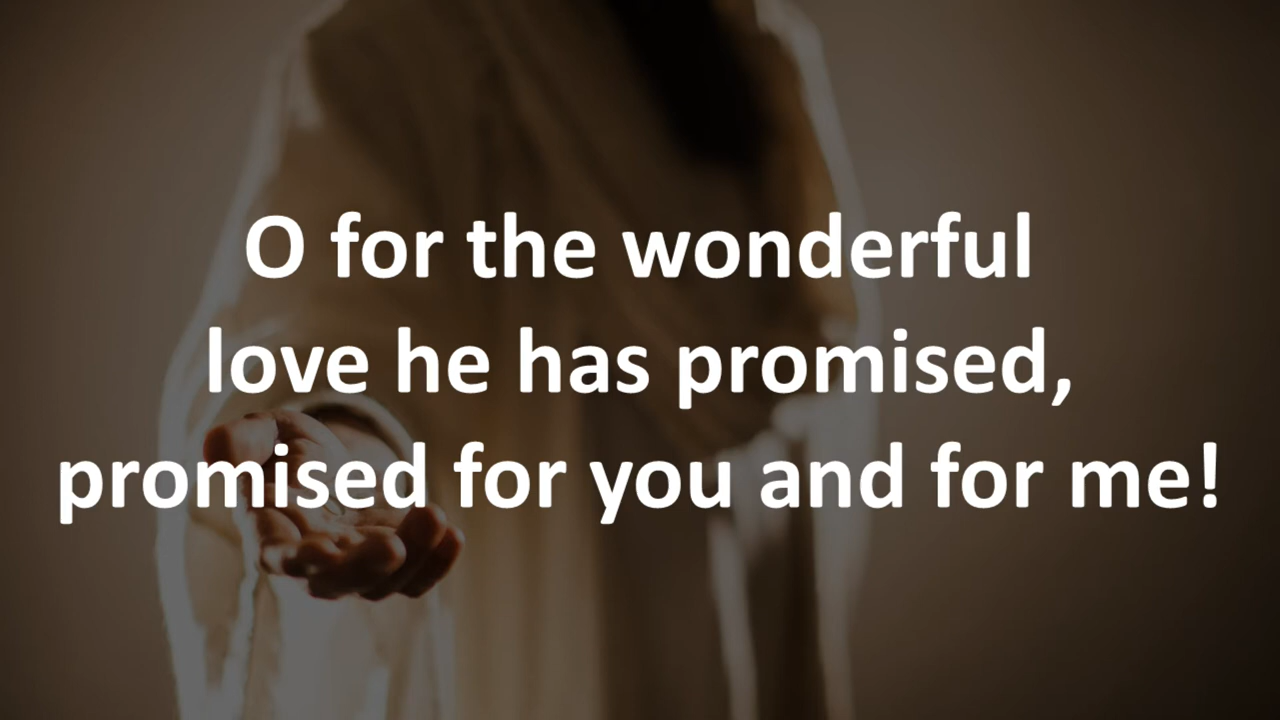 O for the wonderful
love he has promised,
promised for you and for me!